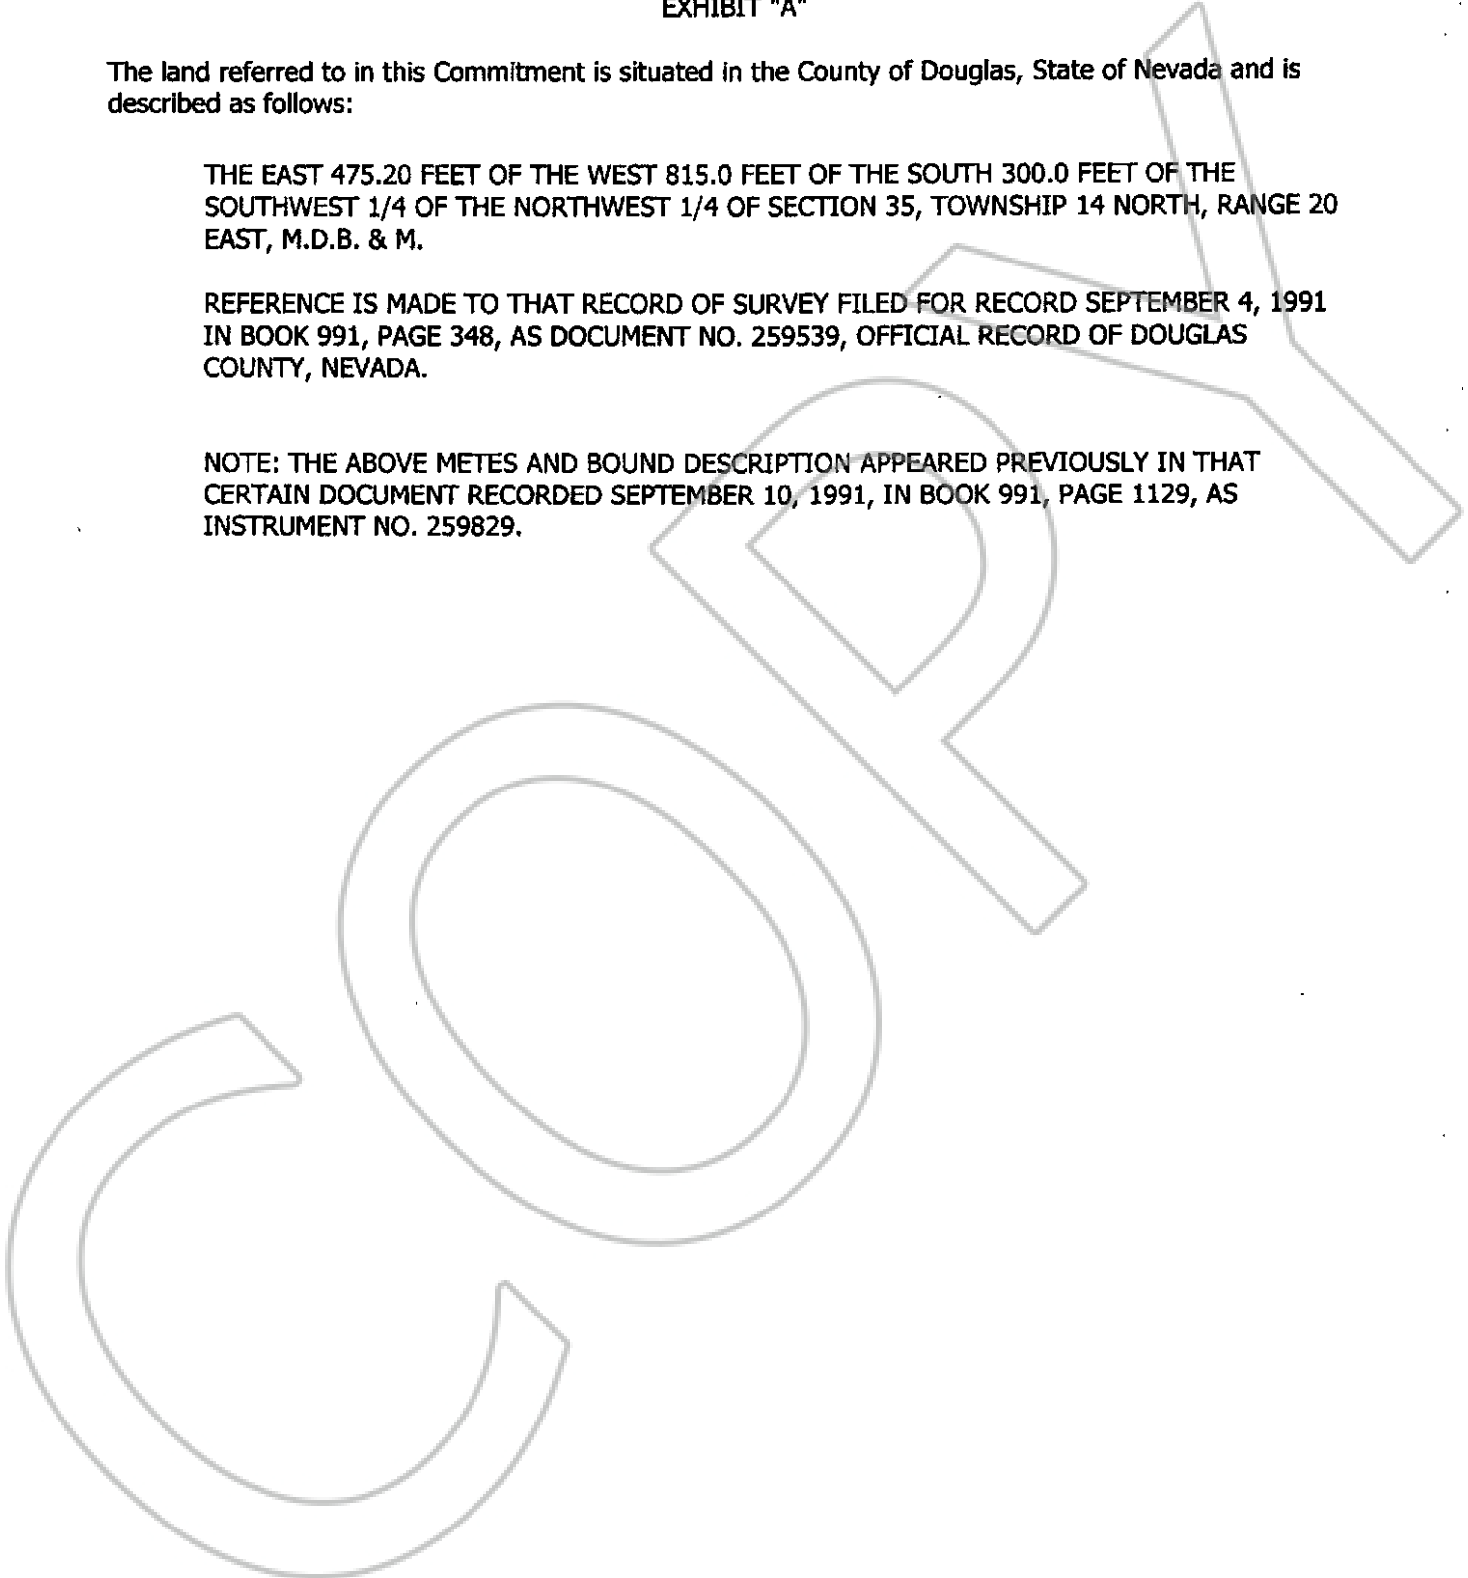 EXHIBIT "A"
The land referred to in this Commitment is situated in the County of Douglas, State of Nevada and is
described as follows:
THE EAST 475.20 FEET OF THE WEST 815.0 FEET OF THE SOUTH 300.0 FEET OF THE
SOUTHWEST 1/4 OF THE NORTHWEST 1/4 OF SECTION 35, TOWNSHIP 14 NORTH, RANGE 20
EAST, M.D.B. & M.
REFERENCE IS MADE TO THAT RECORD OF SURVEY FILED FOR RECORD SEPTEMBER 4, 1991
IN BOOK 991, PAGE 348, AS DOCUMENT NO. 259539, OFFICIAL RECORD OF DOUGLAS
COUNTY, NEVADA.
NOTE: THE ABOVE METES AND BOUND DESCRIPTION APPEARED PREVIOUSLY IN THAT
CERTAIN DOCUMENT RECORDED SEPTEMBER 10, 1991, IN BOOK 991, PAGE 1129, AS
INSTRUMENT NO. 259829.
COPY